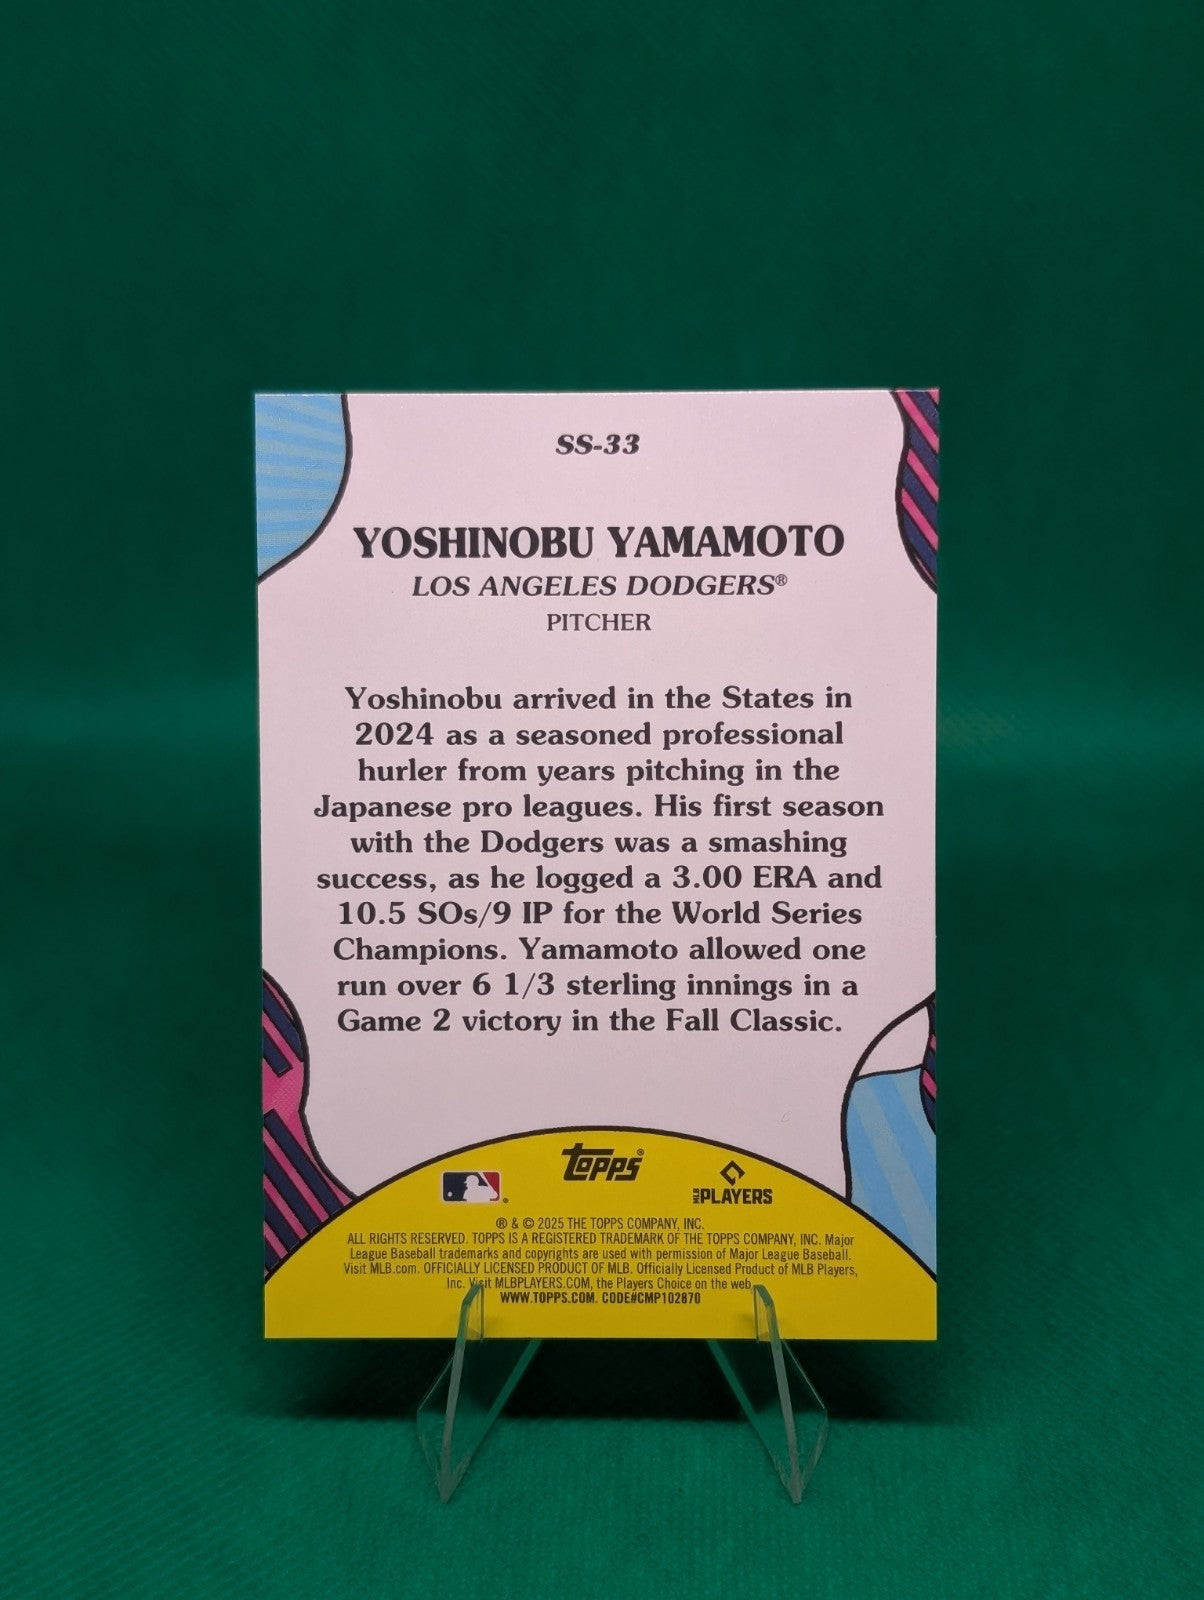 SS-33
YOSHINOBU YAMAMOTO
LOS ANGELES DODGERS®
PITCHER
Yoshinobu arrived in the States in
2024 as a seasoned professional
hurler from years pitching in the
Japanese pro leagues. His first season
with the Dodgers was a smashing
success, as he logged a 3.00 ERA and
10.5 SOs/9 IP for the World Series
Champions. Yamamoto allowed one
run over 6 1/3 sterling innings in a
Game 2 victory in the Fall Classic.
topps®
MLB PLAYERS
® & © 2025 THE TOPPS COMPANY, INC.
ALL RIGHTS RESERVED. TOPPS IS A REGISTERED TRADEMARK OF THE TOPPS COMPANY, INC. Major
League Baseball trademarks and copyrights are used with permission of Major League Baseball.
Visit MLB.com. OFFICIALLY LICENSED PRODUCT OF MLB. Officially Licensed Product of MLB Players,
Inc. Visit MLBPLAYERS.COM, the Players Choice on the web.
WWW.TOPPS.COM. CODE#CMP102870